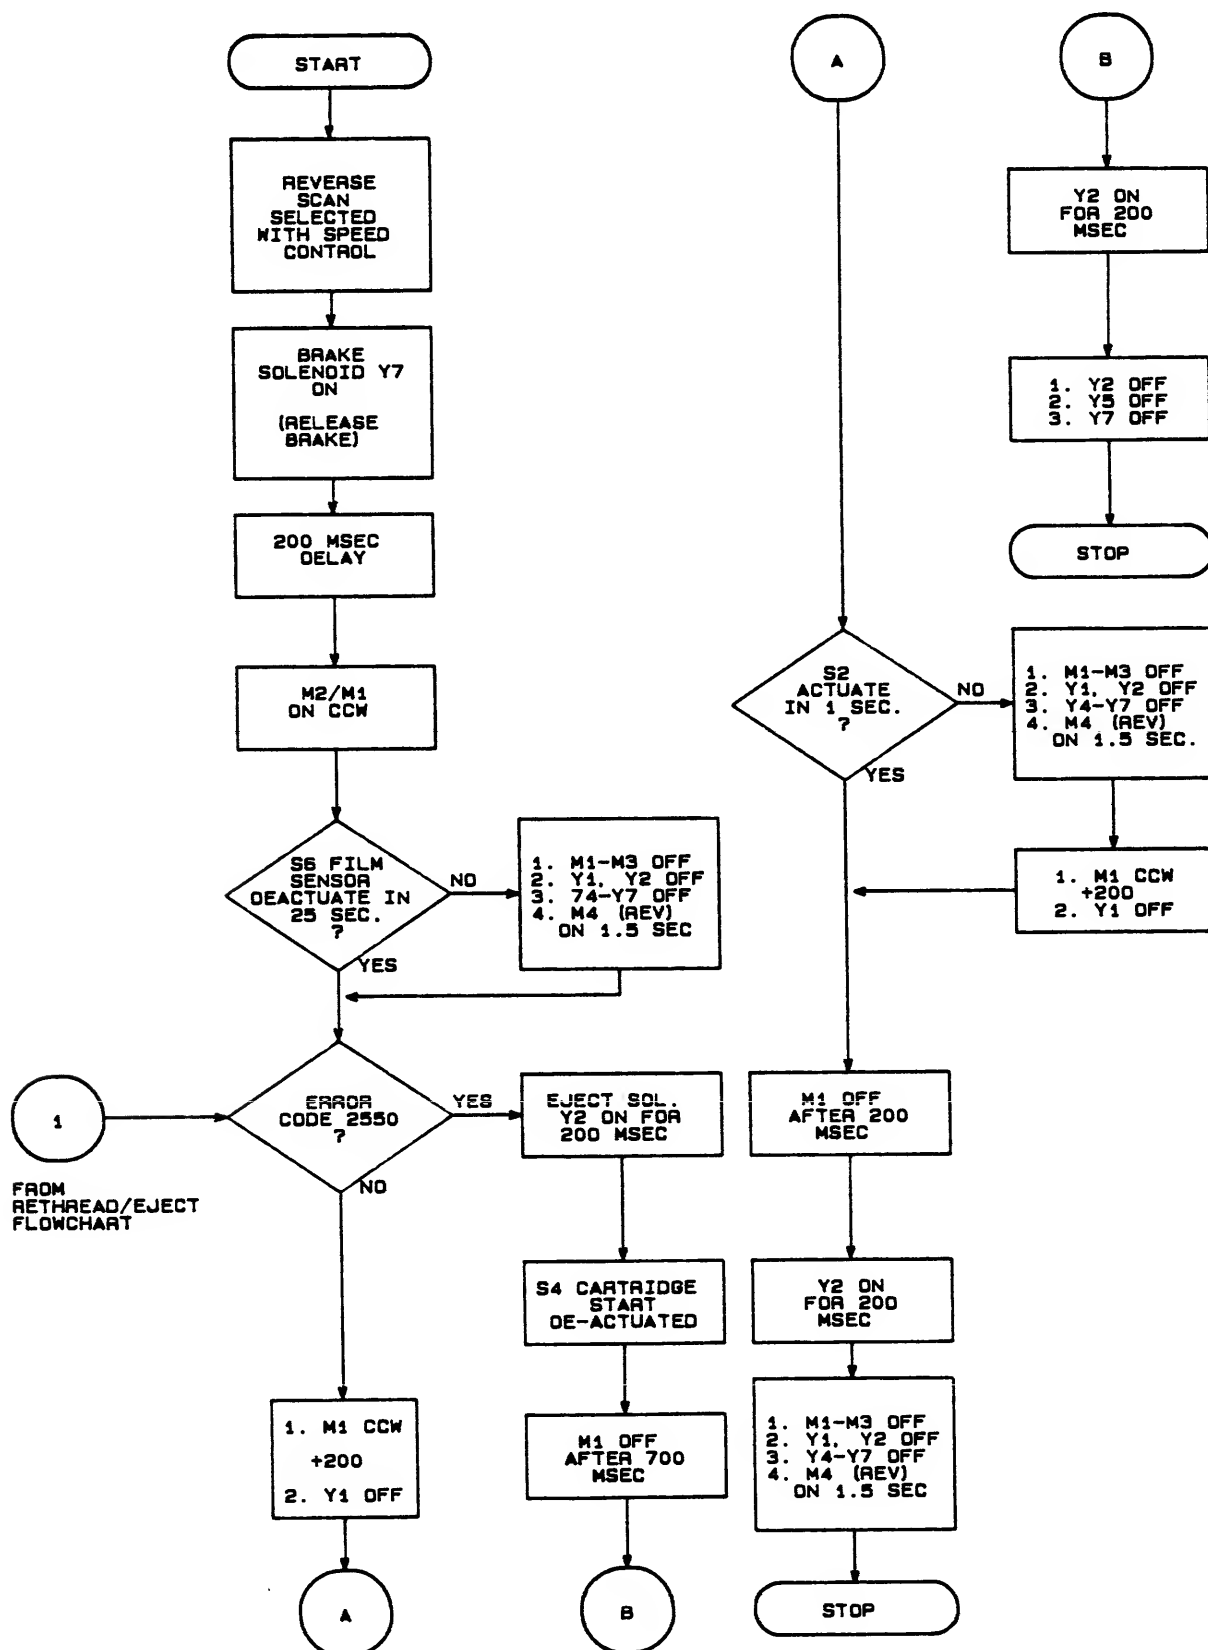 START
REVERSE
SCAN
SELECTED
WITH SPEED
CONTROL
BRAKE
SOLENOID Y7
ON
(RELEASE
BRAKE)
200 MSEC
DELAY
M2/M1
ON CCW
S6 FILM
SENSOR
DEACTUATE IN
25 SEC.
?
NO
YES
1. M1-M3 OFF
2. Y1, Y2 OFF
3. 74-Y7 OFF
4. M4 (REV)
ON 1.5 SEC
1
FROM
RETHREAD/EJECT
FLOWCHART
ERROR
CODE 2550
?
YES
NO
EJECT SOL.
Y2 ON FOR
200 MSEC
S4 CARTRIDGE
START
DE-ACTUATED
M1 OFF
AFTER 700
MSEC
B
1. M1 CCW
+200
2. Y1 OFF
A
A
S2
ACTUATE
IN 1 SEC.
?
NO
YES
1. M1-M3 OFF
2. Y1, Y2 OFF
3. Y4-Y7 OFF
4. M4 (REV)
ON 1.5 SEC.
1. M1 CCW
+200
2. Y1 OFF
M1 OFF
AFTER 200
MSEC
Y2 ON
FOR 200
MSEC
1. M1-M3 OFF
2. Y1, Y2 OFF
3. Y4-Y7 OFF
4. M4 (REV)
ON 1.5 SEC
STOP
B
Y2 ON
FOR 200
MSEC
1. Y2 OFF
2. Y5 OFF
3. Y7 OFF
STOP